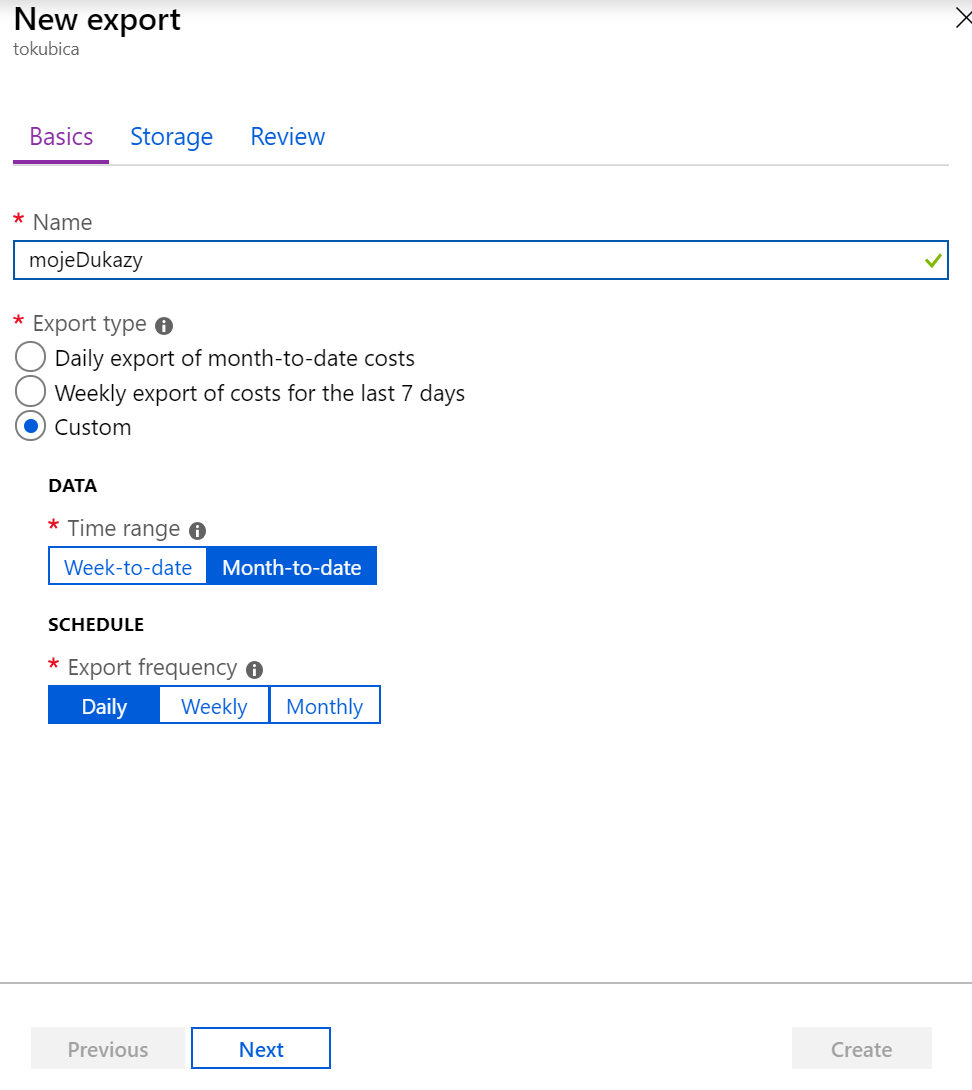 New export
tokubica
Basics Storage Review
* Name
mojeDukazy
* Export type
Daily export of month-to-date costs
Weekly export of costs for the last 7 days
Custom
DATA
* Time range
Week-to-date Month-to-date
SCHEDULE
* Export frequency
Daily Weekly Monthly
Previous Next Create